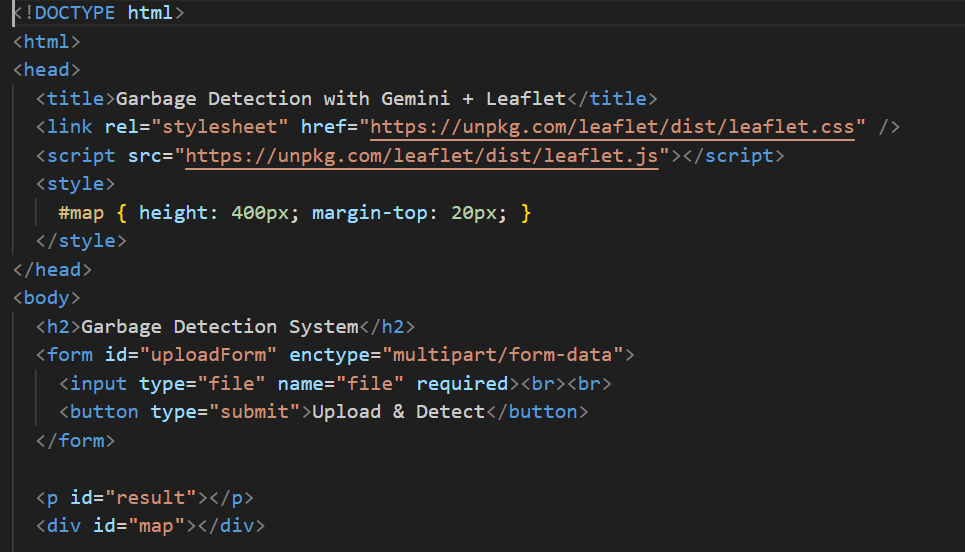 <!DOCTYPE html>
<html>
<head>
<title>Garbage Detection with Gemini + Leaflet</title>
<link rel="stylesheet" href="https://unpkg.com/leaflet/dist/leaflet.css" />
<script src="https://unpkg.com/leaflet/dist/leaflet.js"></script>
<style>
#map { height: 400px; margin-top: 20px; }
</style>
</head>
<body>
<h2>Garbage Detection System</h2>
<form id="uploadForm" enctype="multipart/form-data">
<input type="file" name="file" required><br><br>
<button type="submit">Upload & Detect</button>
</form>
<p id="result"></p>
<div id="map"></div>